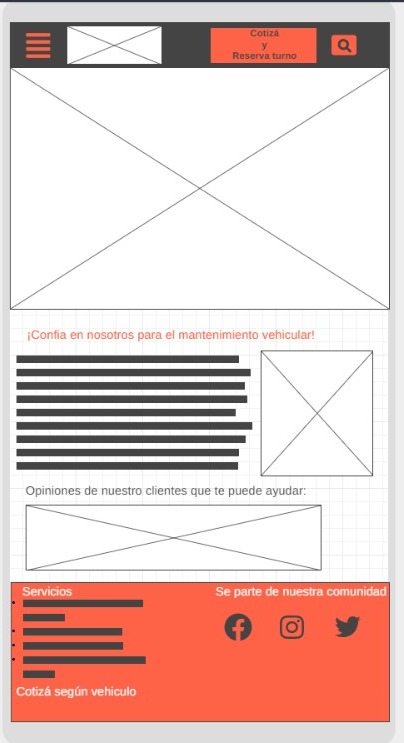 Cotizá
y
Reserva turno
¡Confia en nosotros para el mantenimiento vehicular!
Opiniones de nuestro clientes que te puede ayudar:
Servicios
Se parte de nuestra comunidad
Cotizá según vehiculo